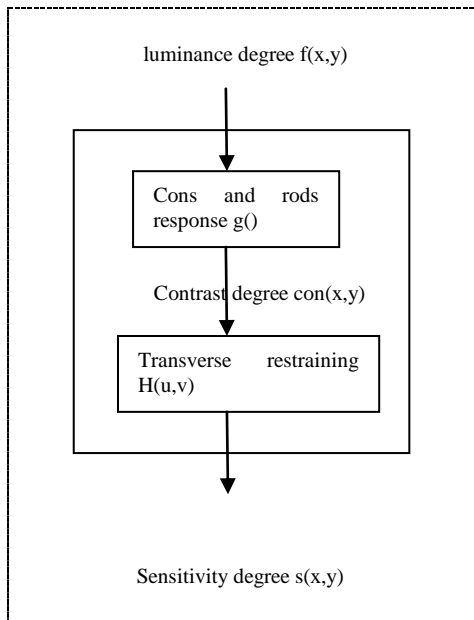 luminance degree f(x,y)
Cons and rods
response g()
Contrast degree con(x,y)
Transverse restraining
H(u,v)
Sensitivity degree s(x,y)